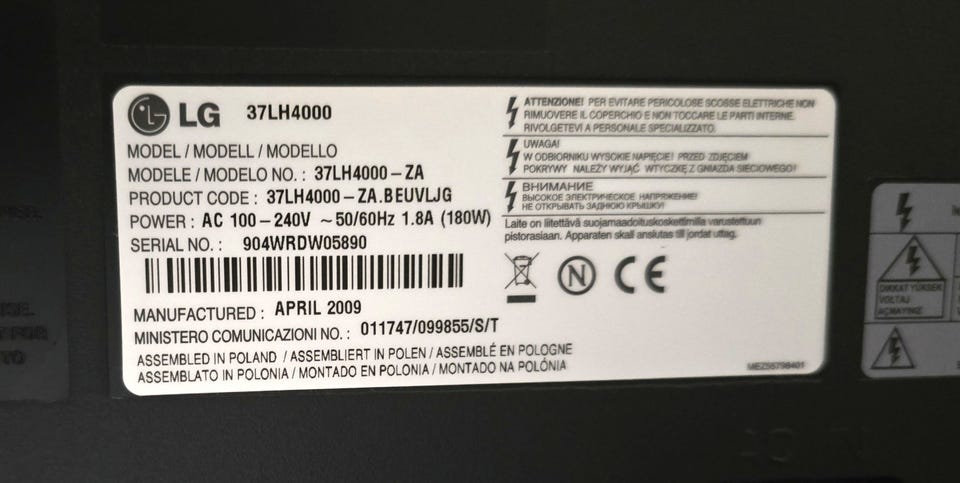 LG 37LH4000
MODEL / MODELL / MODELLO
MODELE / MODELO NO. : 37LH4000-ZA
PRODUCT CODE : 37LH4000-ZA.BEUVLJG
POWER : AC 100-240V ~50/60Hz 1.8A (180W)
SERIAL NO. : 904WRDW05890
MANUFACTURED : APRIL 2009
MINISTERO COMUNICAZIONI NO. : 011747/099855/S/T
ASSEMBLED IN POLAND / ASSEMBLIERT IN POLEN / ASSEMBLÉ EN POLOGNE
ASSEMBLATO IN POLONIA / MONTADO EN POLONIA / MONTADO NA POLÓNIA
ATTENZIONE! PER EVITARE PERICOLOSE SCOSSE ELETTRICHE NON
RIMUOVERE IL COPERCHIO E NON TOCCARE LE PARTI INTERNE.
RIVOLGETEVI A PERSONALE SPECIALIZZATO.
UWAGA!
W ODBIORNIKU WYSOKIE NAPIĘCIE! PRZED ZDJĘCIEM
POKRYWY NALEŻY WYJĄĆ WTYCZKĘ Z GNIAZDA SIECIOWEGO!
ВНИМАНИЕ
ВЫСОКОЕ ЭЛЕКТРИЧЕСКОЕ НАПРЯЖЕНИЕ!
НЕ ОТКРЫВАТЬ ЗАДНЮЮ КРЫШКУ!
Laite on liitettävä suojamaadoituskoskettimilla varustettuun
pistorasiaan. Apparaten skall anslutas till jordat uttag.
N CE
MEZ55798401
DIKKAT YÜKSEK
VOLTAJ
AÇMAYINIZ